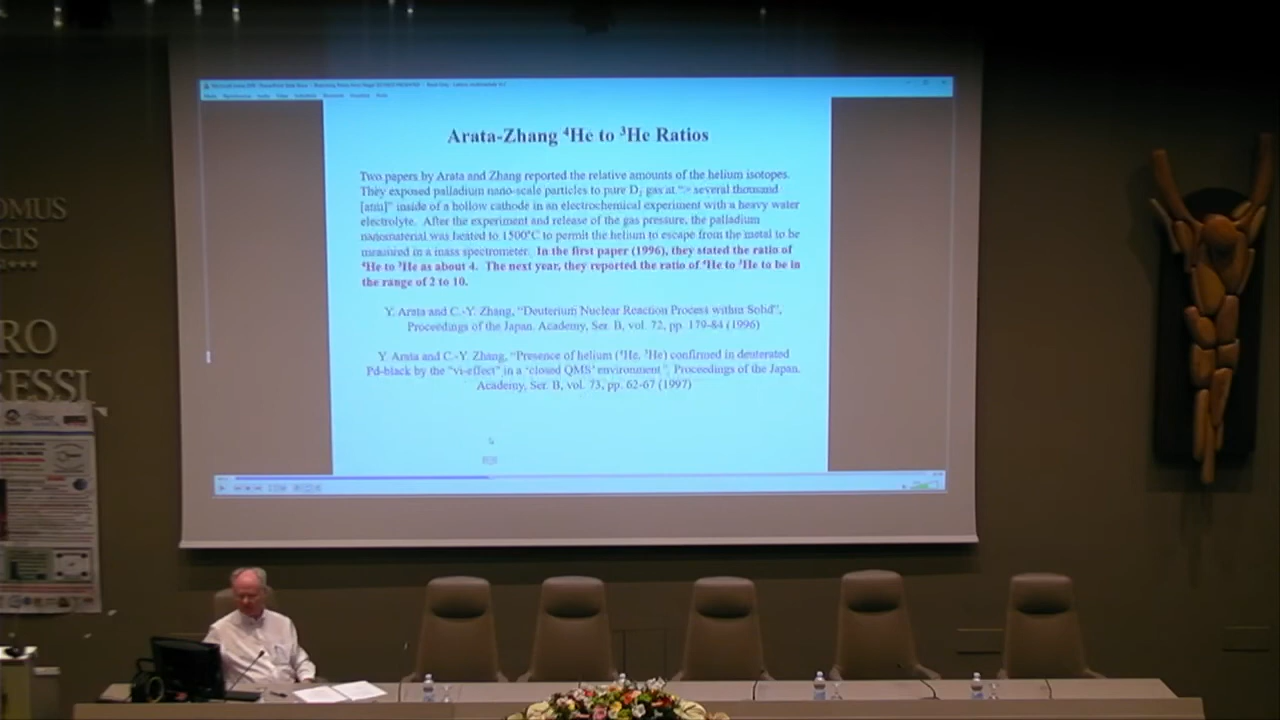 OMUS
CIS
RO
RESSI
Arata-Zhang ⁴He to ³He Ratios
Two papers by Arata and Zhang reported the relative amounts of the helium isotopes.
They exposed palladium nano-scale particles to pure D₂ gas at "> several thousand
[atm]" inside of a hollow cathode in an electrochemical experiment with a heavy water
electrolyte. After the experiment and release of the gas pressure, the palladium
nanomaterial was heated to 1500°C to permit the helium to escape from the metal to be
measured in a mass spectrometer. In the first paper (1996), they stated the ratio of
⁴He to ³He as about 4. The next year, they reported the ratio of ⁴He to ³He to be in
the range of 2 to 10.
Y. Arata and C.-Y. Zhang, "Deuterium Nuclear Reaction Process within Solid",
Proceedings of the Japan. Academy, Ser. B, vol. 72, pp. 179-84 (1996)
Y. Arata and C.-Y. Zhang, "Presence of helium (⁴He, ³He) confirmed in deuterated
Pd-black by the "vi-effect" in a 'closed QMS' environment", Proceedings of the Japan.
Academy, Ser. B, vol. 73, pp. 62-67 (1997)